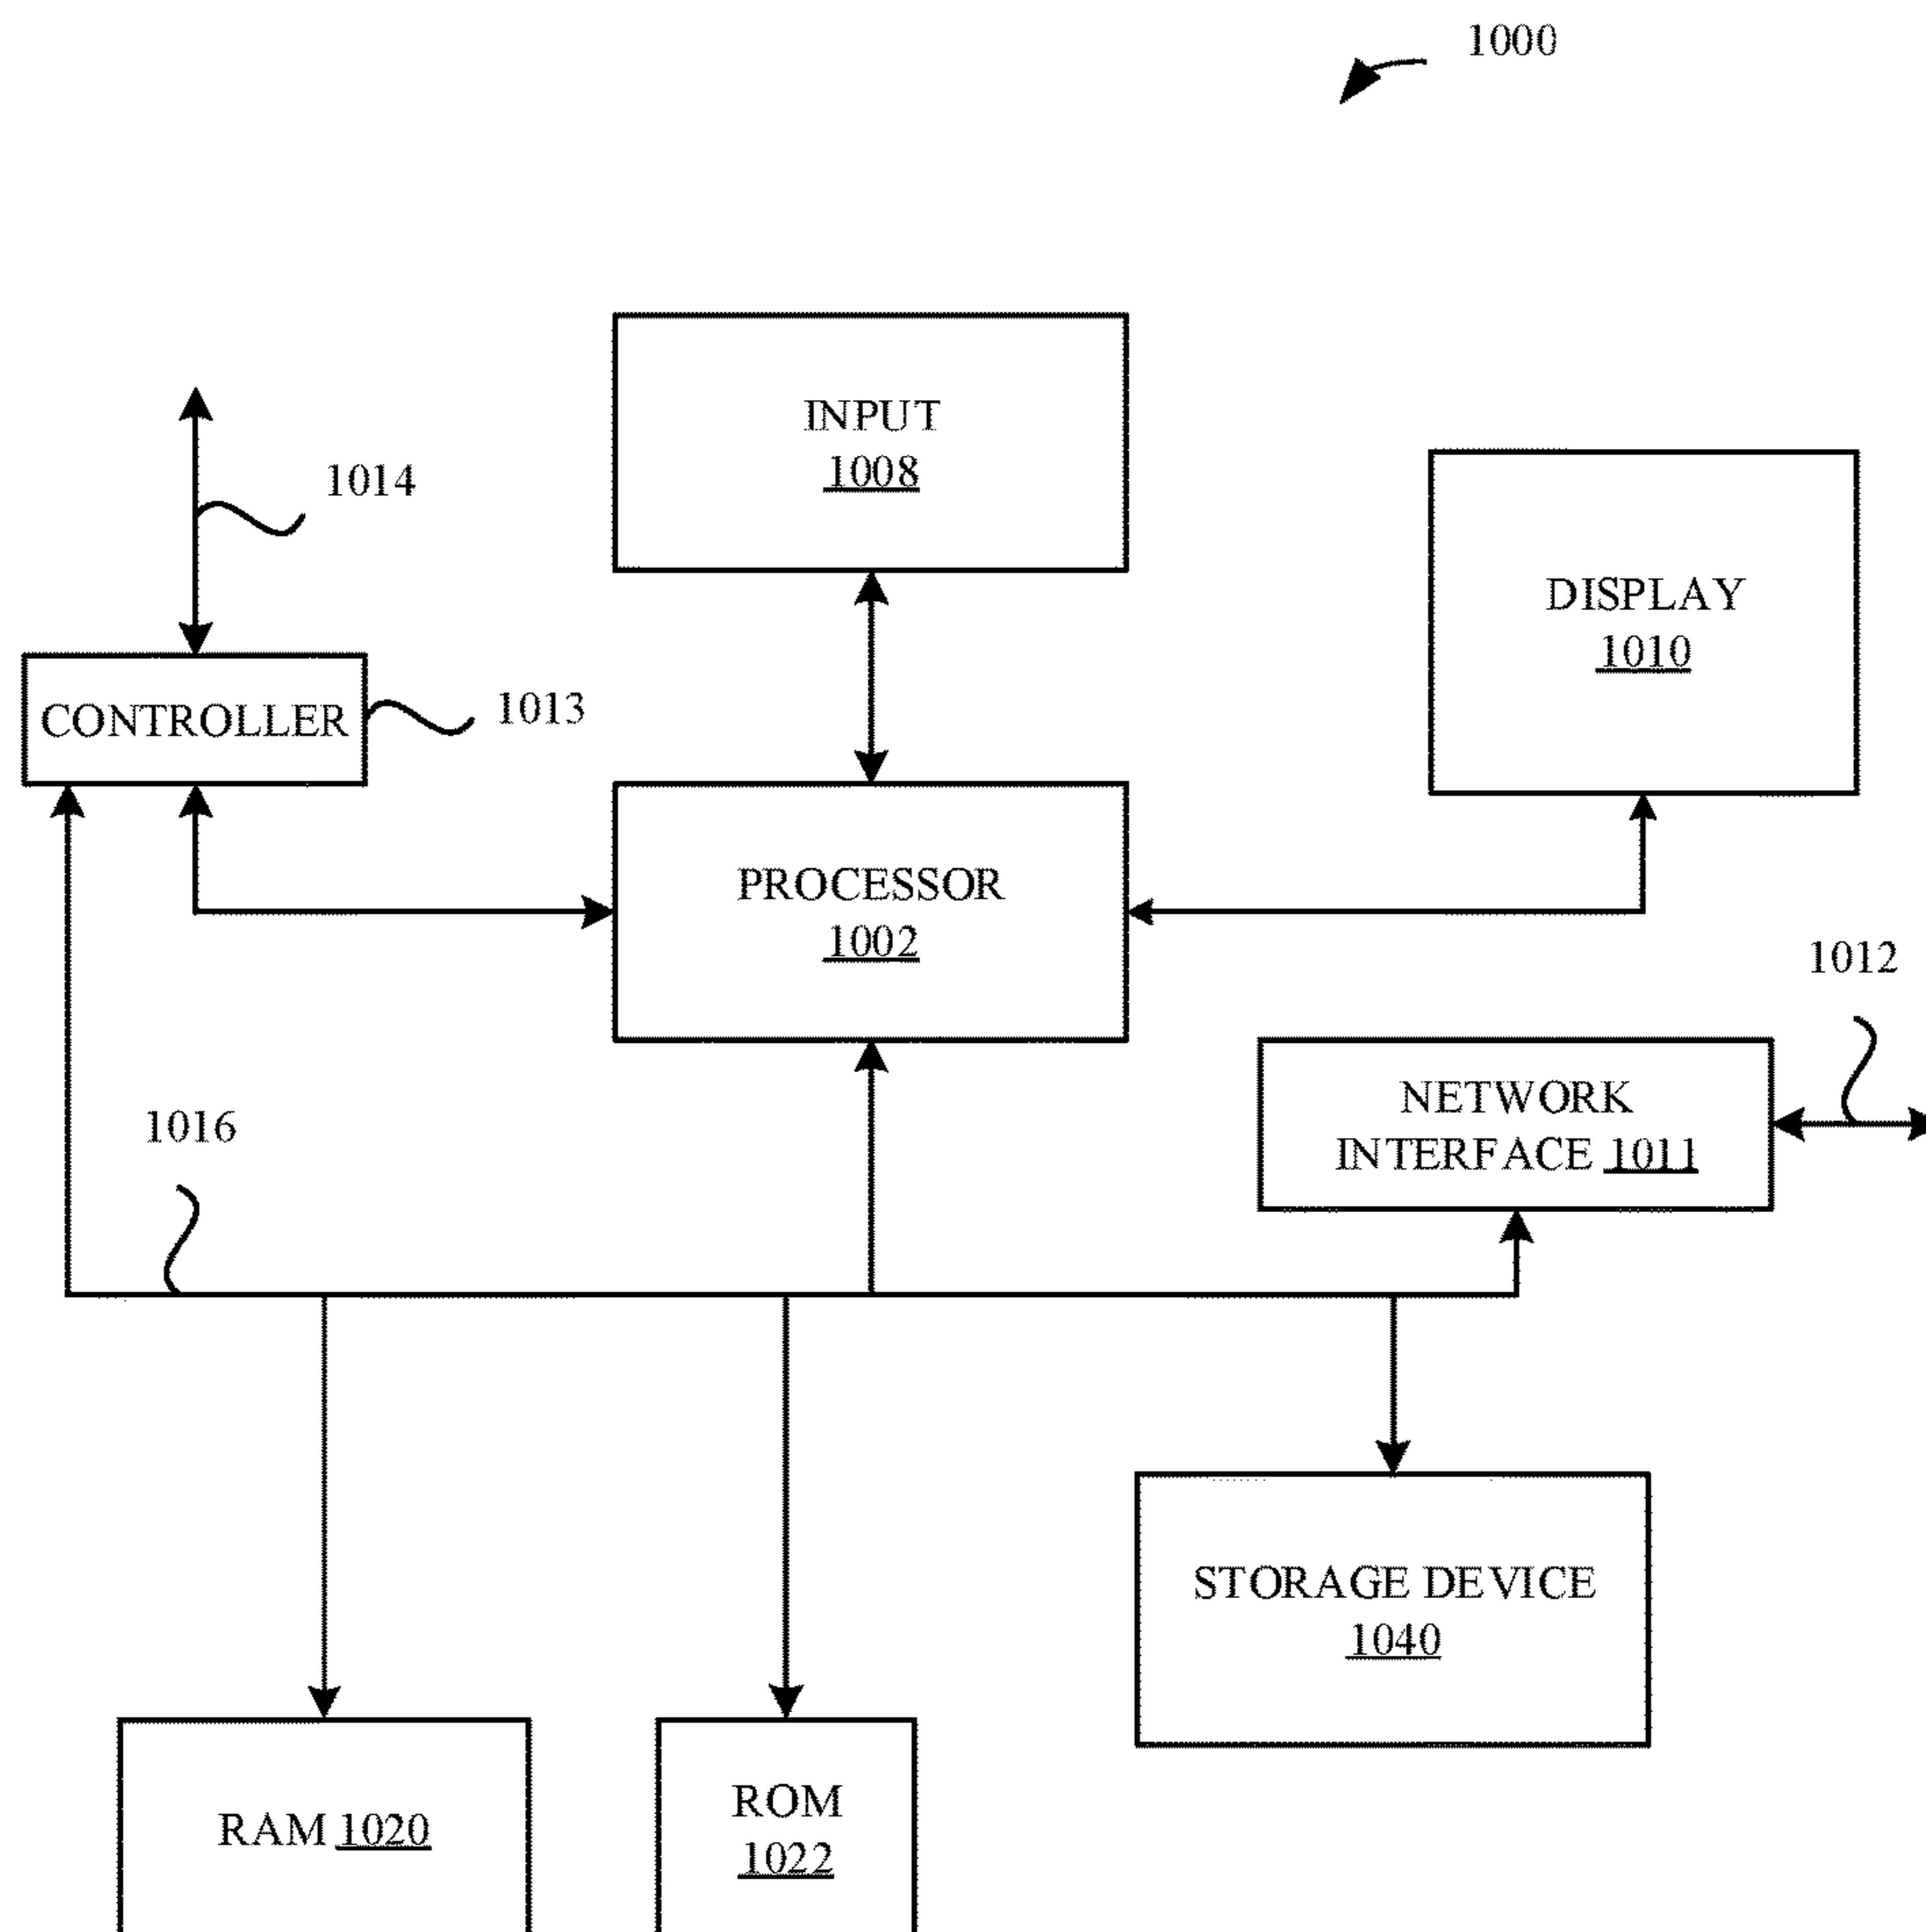 1000
INPUT
1008
1014
DISPLAY
1010
CONTROLLER
1013
PROCESSOR
1002
1012
NETWORK
INTERFACE 1011
1016
STORAGE DEVICE
1040
RAM 1020
ROM
1022